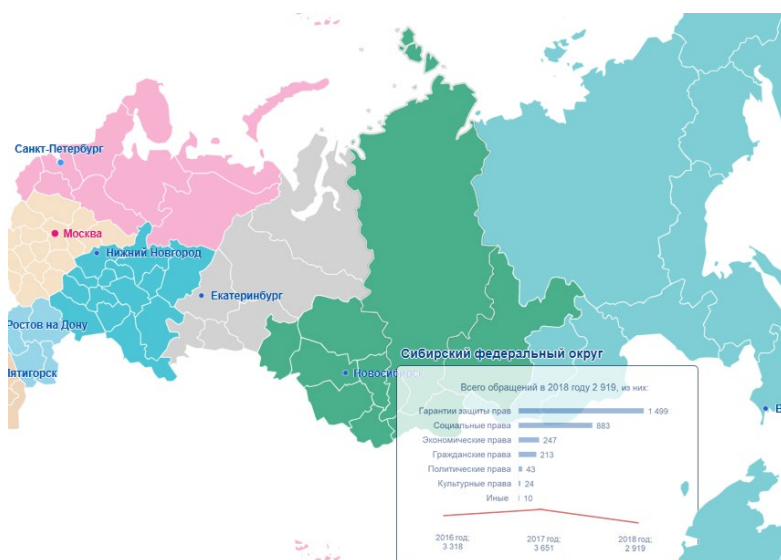 Санкт-Петербург
Москва
Нижний Новгород
Екатеринбург
Ростов на Дону
Пятигорск
Сибирский федеральный округ
Всего обращений в 2018 году 2 919, из них:
Гарантии защиты прав 1 499
Социальные права 883
Экономические права 247
Гражданские права 213
Политические права 43
Культурные права 24
Иные 10
2016 год; 2017 год; 2018 год;
3 318 3 651 2 919